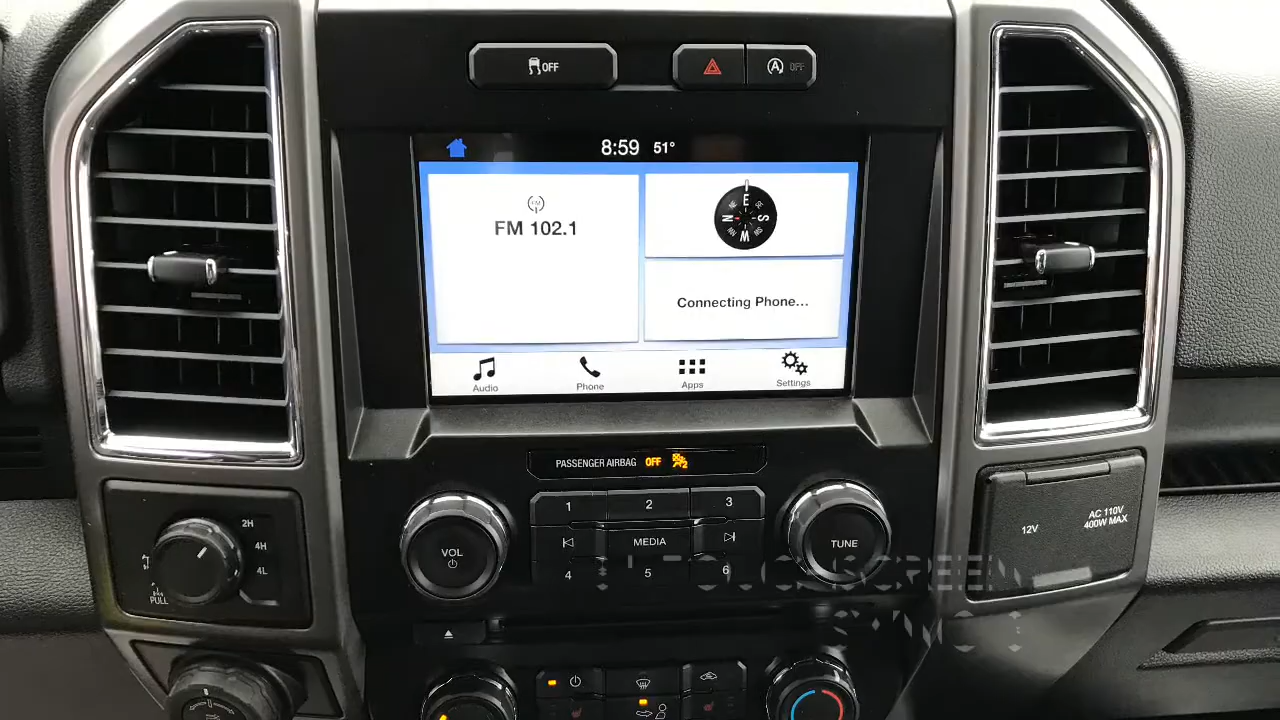 OFF
OFF
8:59 51°
FM
FM 102.1
E
S
W
N
Connecting Phone...
Audio
Phone
Apps
Settings
PASSENGER AIRBAG OFF
2H
4H
4L
PULL
VOL
1
2
3
MEDIA
4
5
6
TUNE
12V
AC 110V
400W MAX